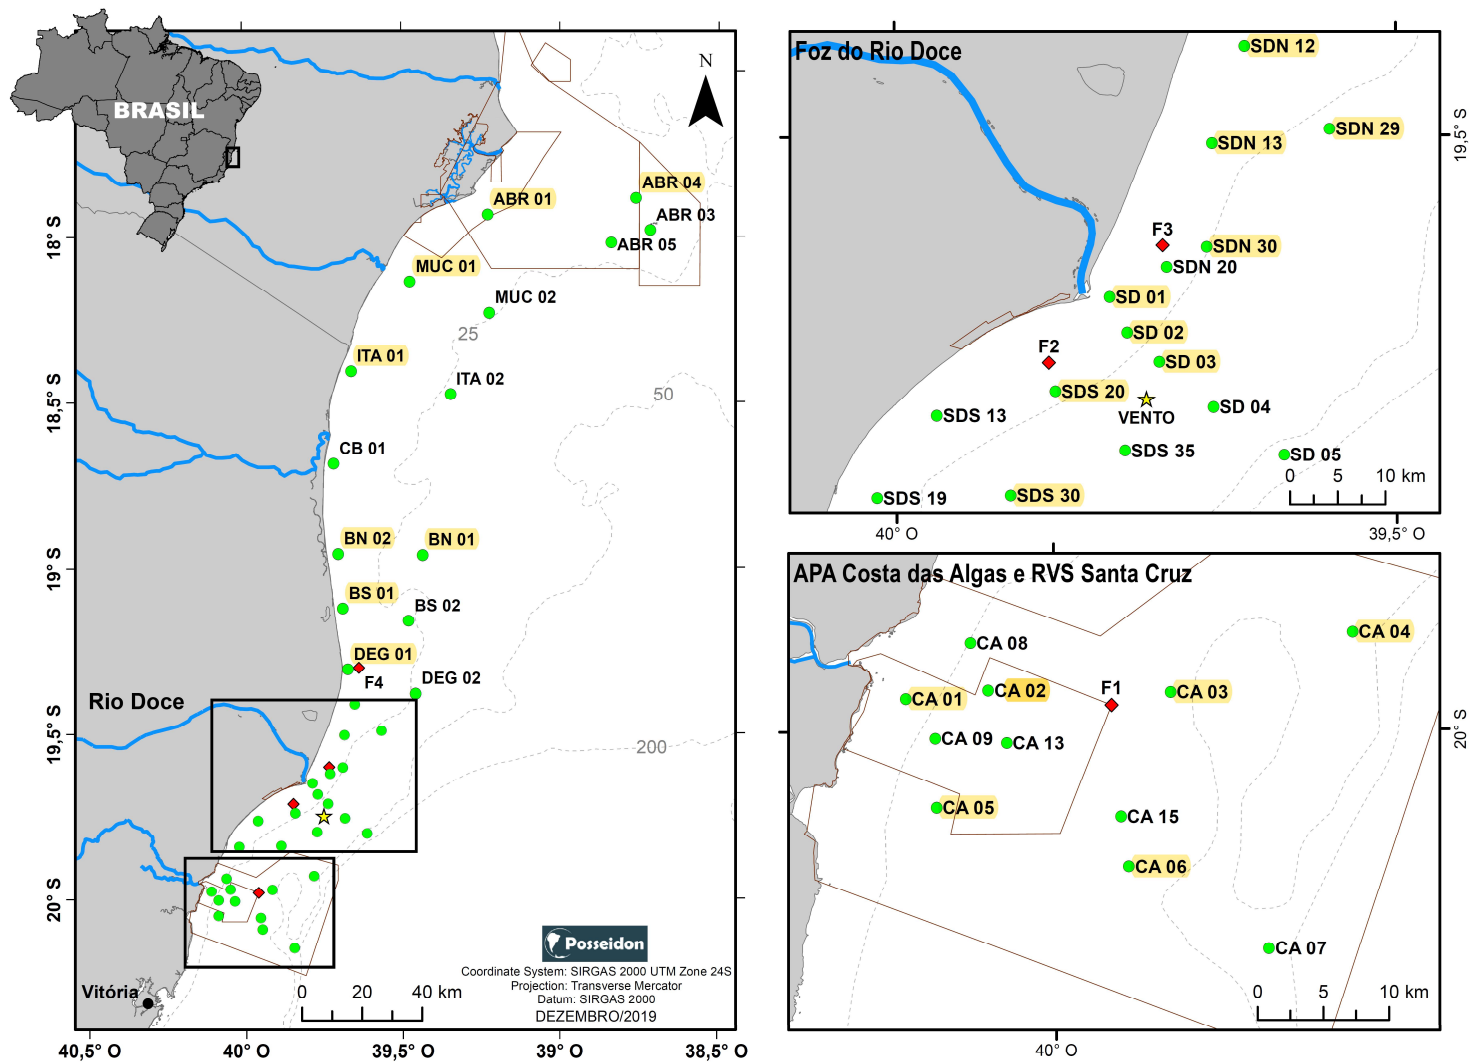 BRASIL
N
ABR 01
ABR 04
ABR 03
ABR 05
MUC 01
MUC 02
25
ITA 01
ITA 02
50
CB 01
BN 02
BN 01
BS 01
BS 02
DEG 01
F4
DEG 02
Rio Doce
200
Vitória
Posseidon
Coordinate System: SIRGAS 2000 UTM Zone 24S
Projection: Transverse Mercator
Datum: SIRGAS 2000
DEZEMBRO/2019
0 20 40 km
18° S
18,5° S
19° S
19,5° S
20° S
40,5° O
40° O
39,5° O
39° O
38,5° O
Foz do Rio Doce
SDN 12
SDN 29
SDN 13
F3
SDN 30
SDN 20
SD 01
SD 02
F2
SD 03
SDS 20
VENTO
SD 04
SDS 13
SDS 35
SD 05
SDS 19
SDS 30
0 5 10 km
19,5° S
40° O
39,5° O
APA Costa das Algas e RVS Santa Cruz
CA 04
CA 08
CA 01
CA 02
F1
CA 03
CA 09
CA 13
CA 05
CA 15
CA 06
CA 07
0 5 10 km
20° S
40° O